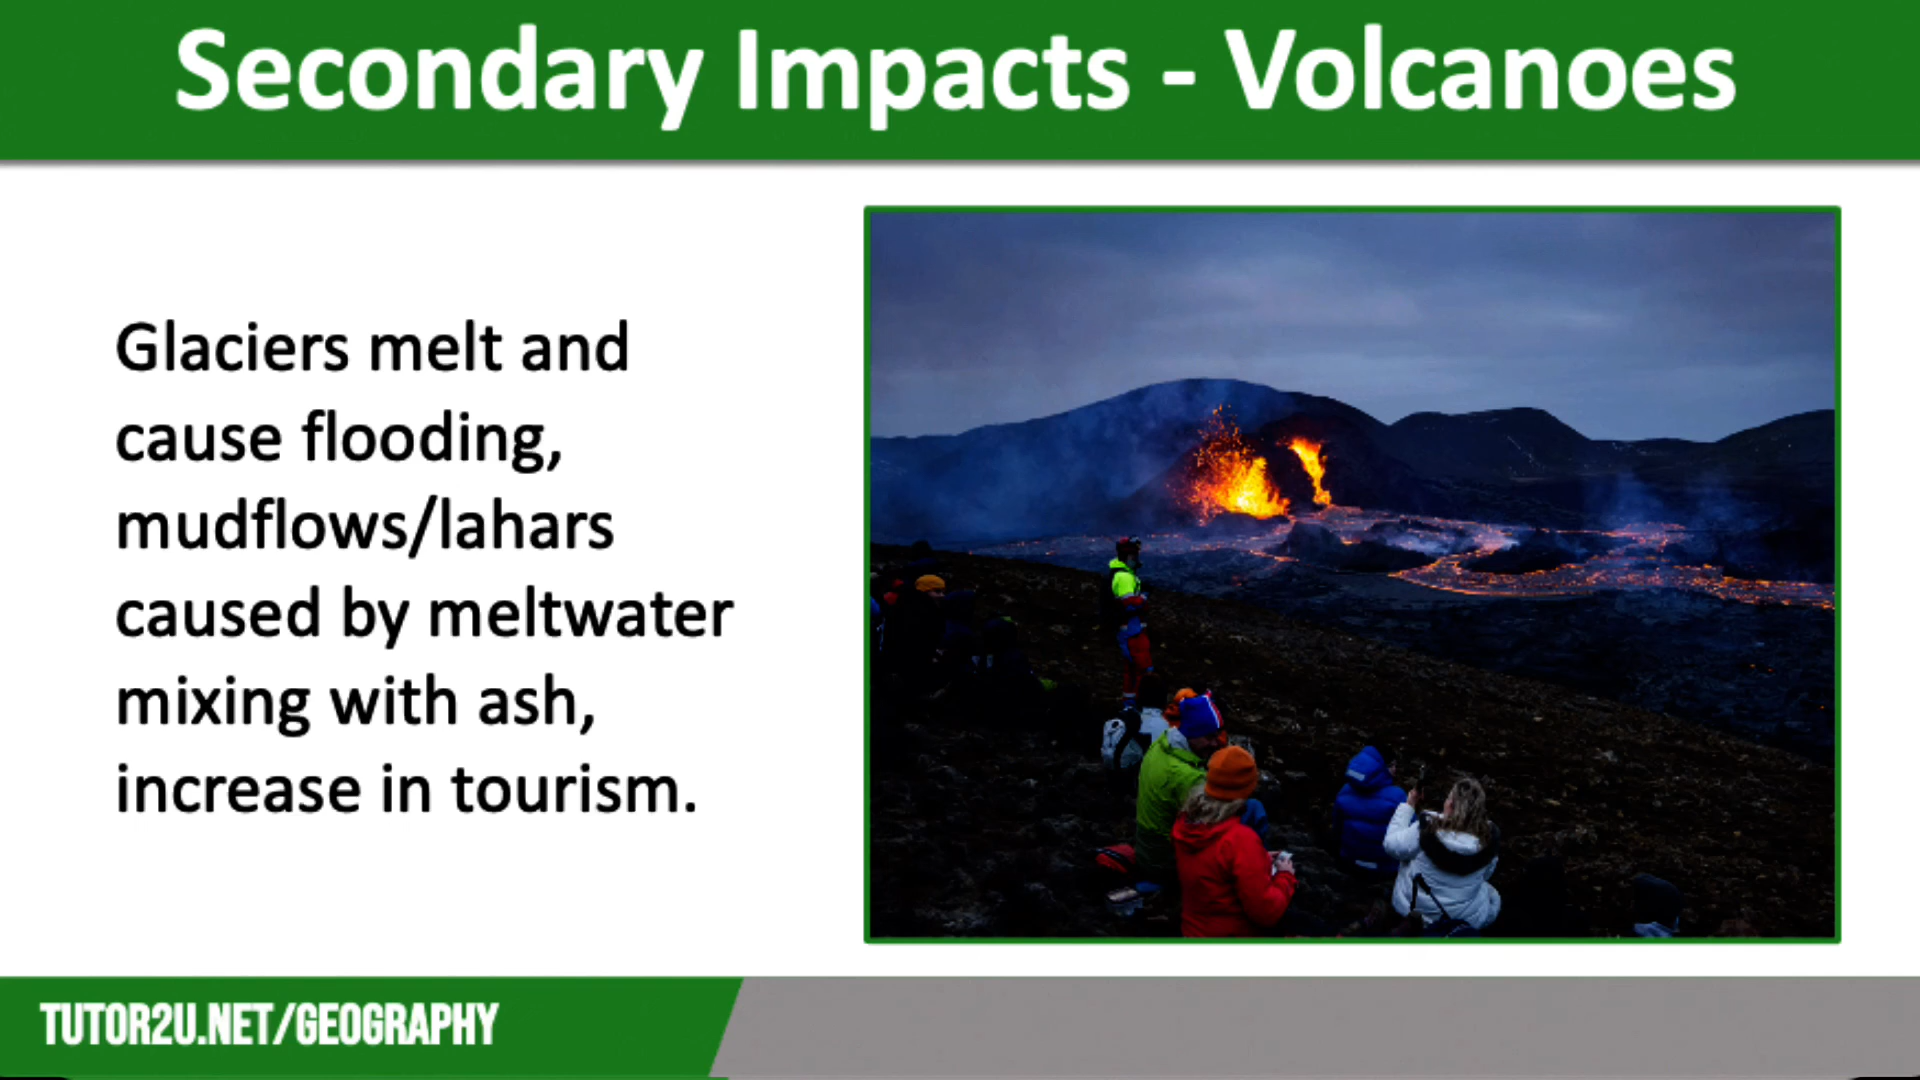 Secondary Impacts - Volcanoes
Glaciers melt and
cause flooding,
mudflows/lahars
caused by meltwater
mixing with ash,
increase in tourism.
TUTOR2U.NET/GEOGRAPHY